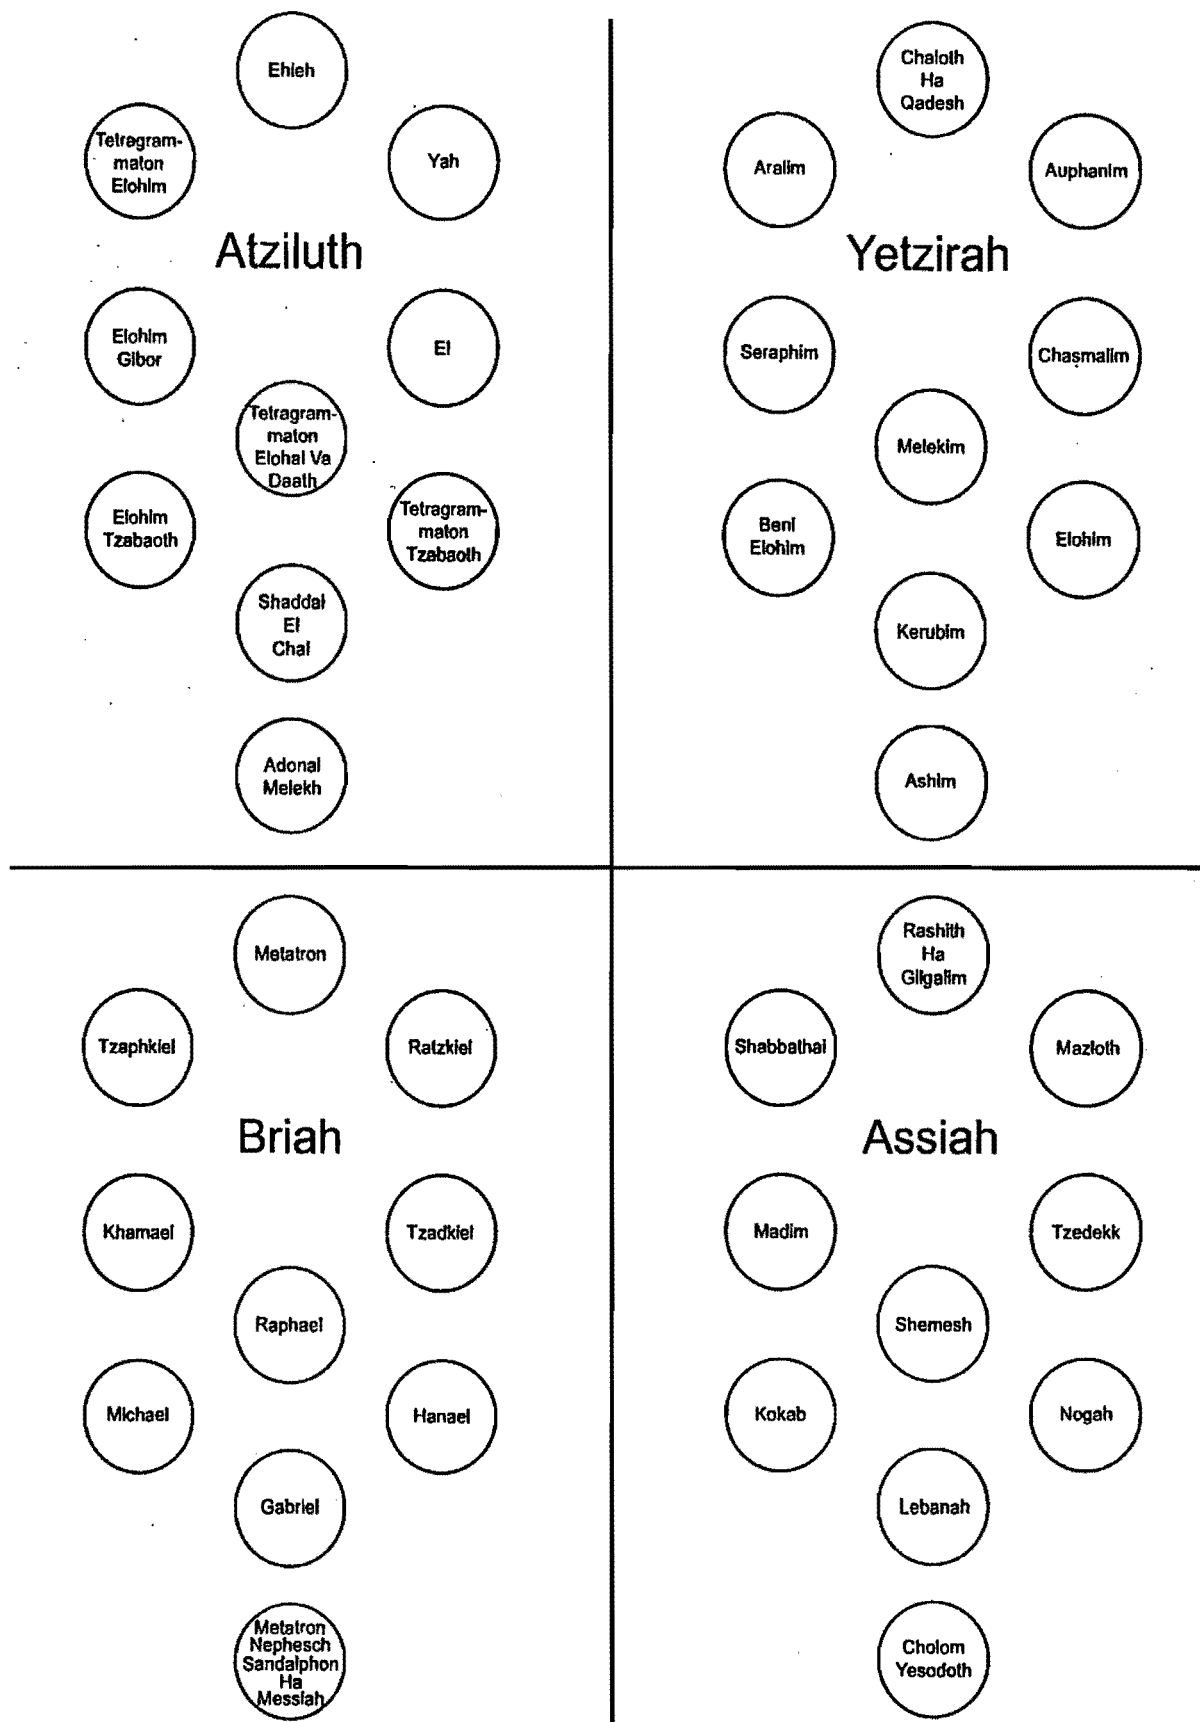 Ehieh
Tetragram-
maton
Elohim
Yah
Atziluth
Elohim
Gibor
El
Tetragram-
maton
Elohai Va
Daath
Elohim
Tzabaoth
Tetragram-
maton
Tzabaoth
Shaddai
El
Chai
Adonai
Melekh
Chaioth
Ha
Qadesh
Aralim
Auphanim
Yetzirah
Seraphim
Chasmalim
Melekim
Beni
Elohim
Elohim
Kerubim
Ashim
Metatron
Tzaphkiel
Ratzkiel
Briah
Khamael
Tzadkiel
Raphael
Michael
Hanael
Gabriel
Metatron
Nephesch
Sandalphon
Ha
Messiah
Rashith
Ha
Gilgalim
Shabbathai
Mazloth
Assiah
Madim
Tzedekk
Shemesh
Kokab
Nogah
Lebanah
Cholom
Yesodoth